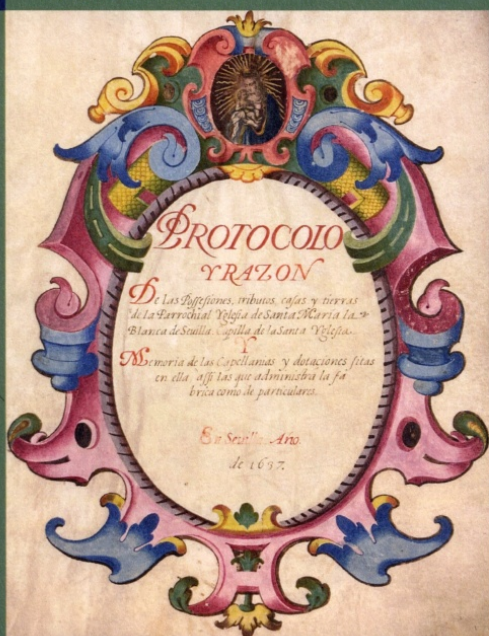 PROTOCOLO
Y RAZON
De las Possessiones, tributos, casas y tierras
de la Parrochial Yglesia de Santa Maria la
Blanca de Sevilla Capilla de la Santa Yglesia.
Y
Memoria de las Capellanias y dotaciones sitas
en ella, assi las que administra la fa
brica como de particulares.
En Sevilla Año.
de 1637.